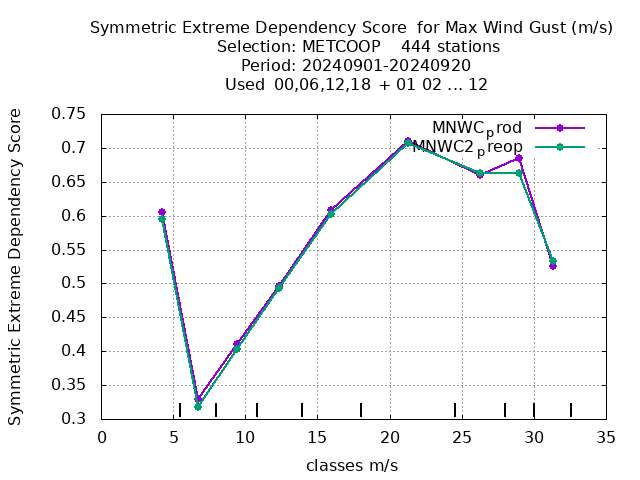 Symmetric Extreme Dependency Score  for Max Wind Gust (m/s)
Selection: METCOOP    444 stations
Period: 20240901-20240920
Used  00,06,12,18  + 01 02 ... 12
Symmetric Extreme Dependency Score
0.75
0.7
0.65
0.6
0.55
0.5
0.45
0.4
0.35
0.3
MNWCprod
MNWC2preop
0 5 10 15 20 25 30 35
classes m/s